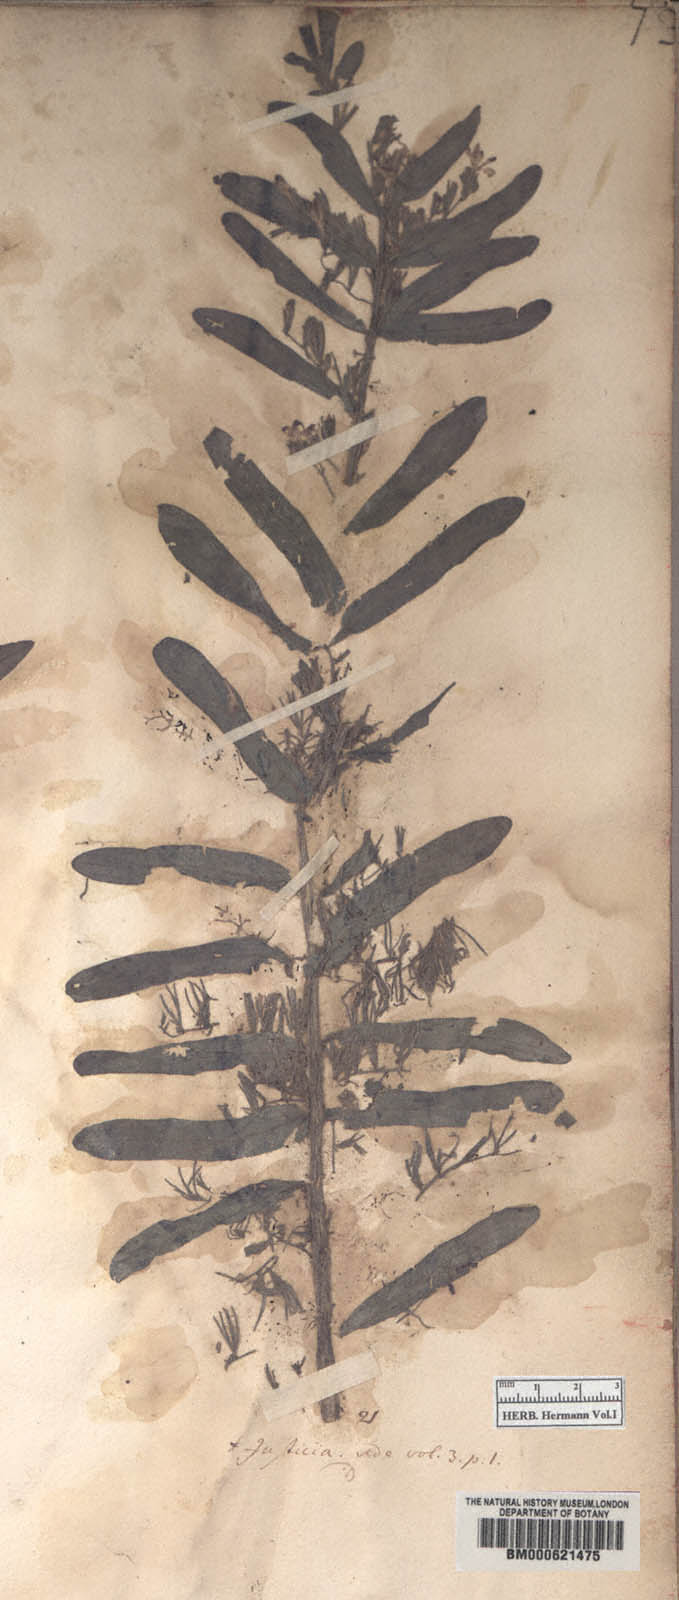 73
mm 1 2 3
HERB. Hermann Vol.I
21
+ Justicia. vide vol. 3. p. 1.
THE NATURAL HISTORY MUSEUM, LONDON
DEPARTMENT OF BOTANY
BM000621475